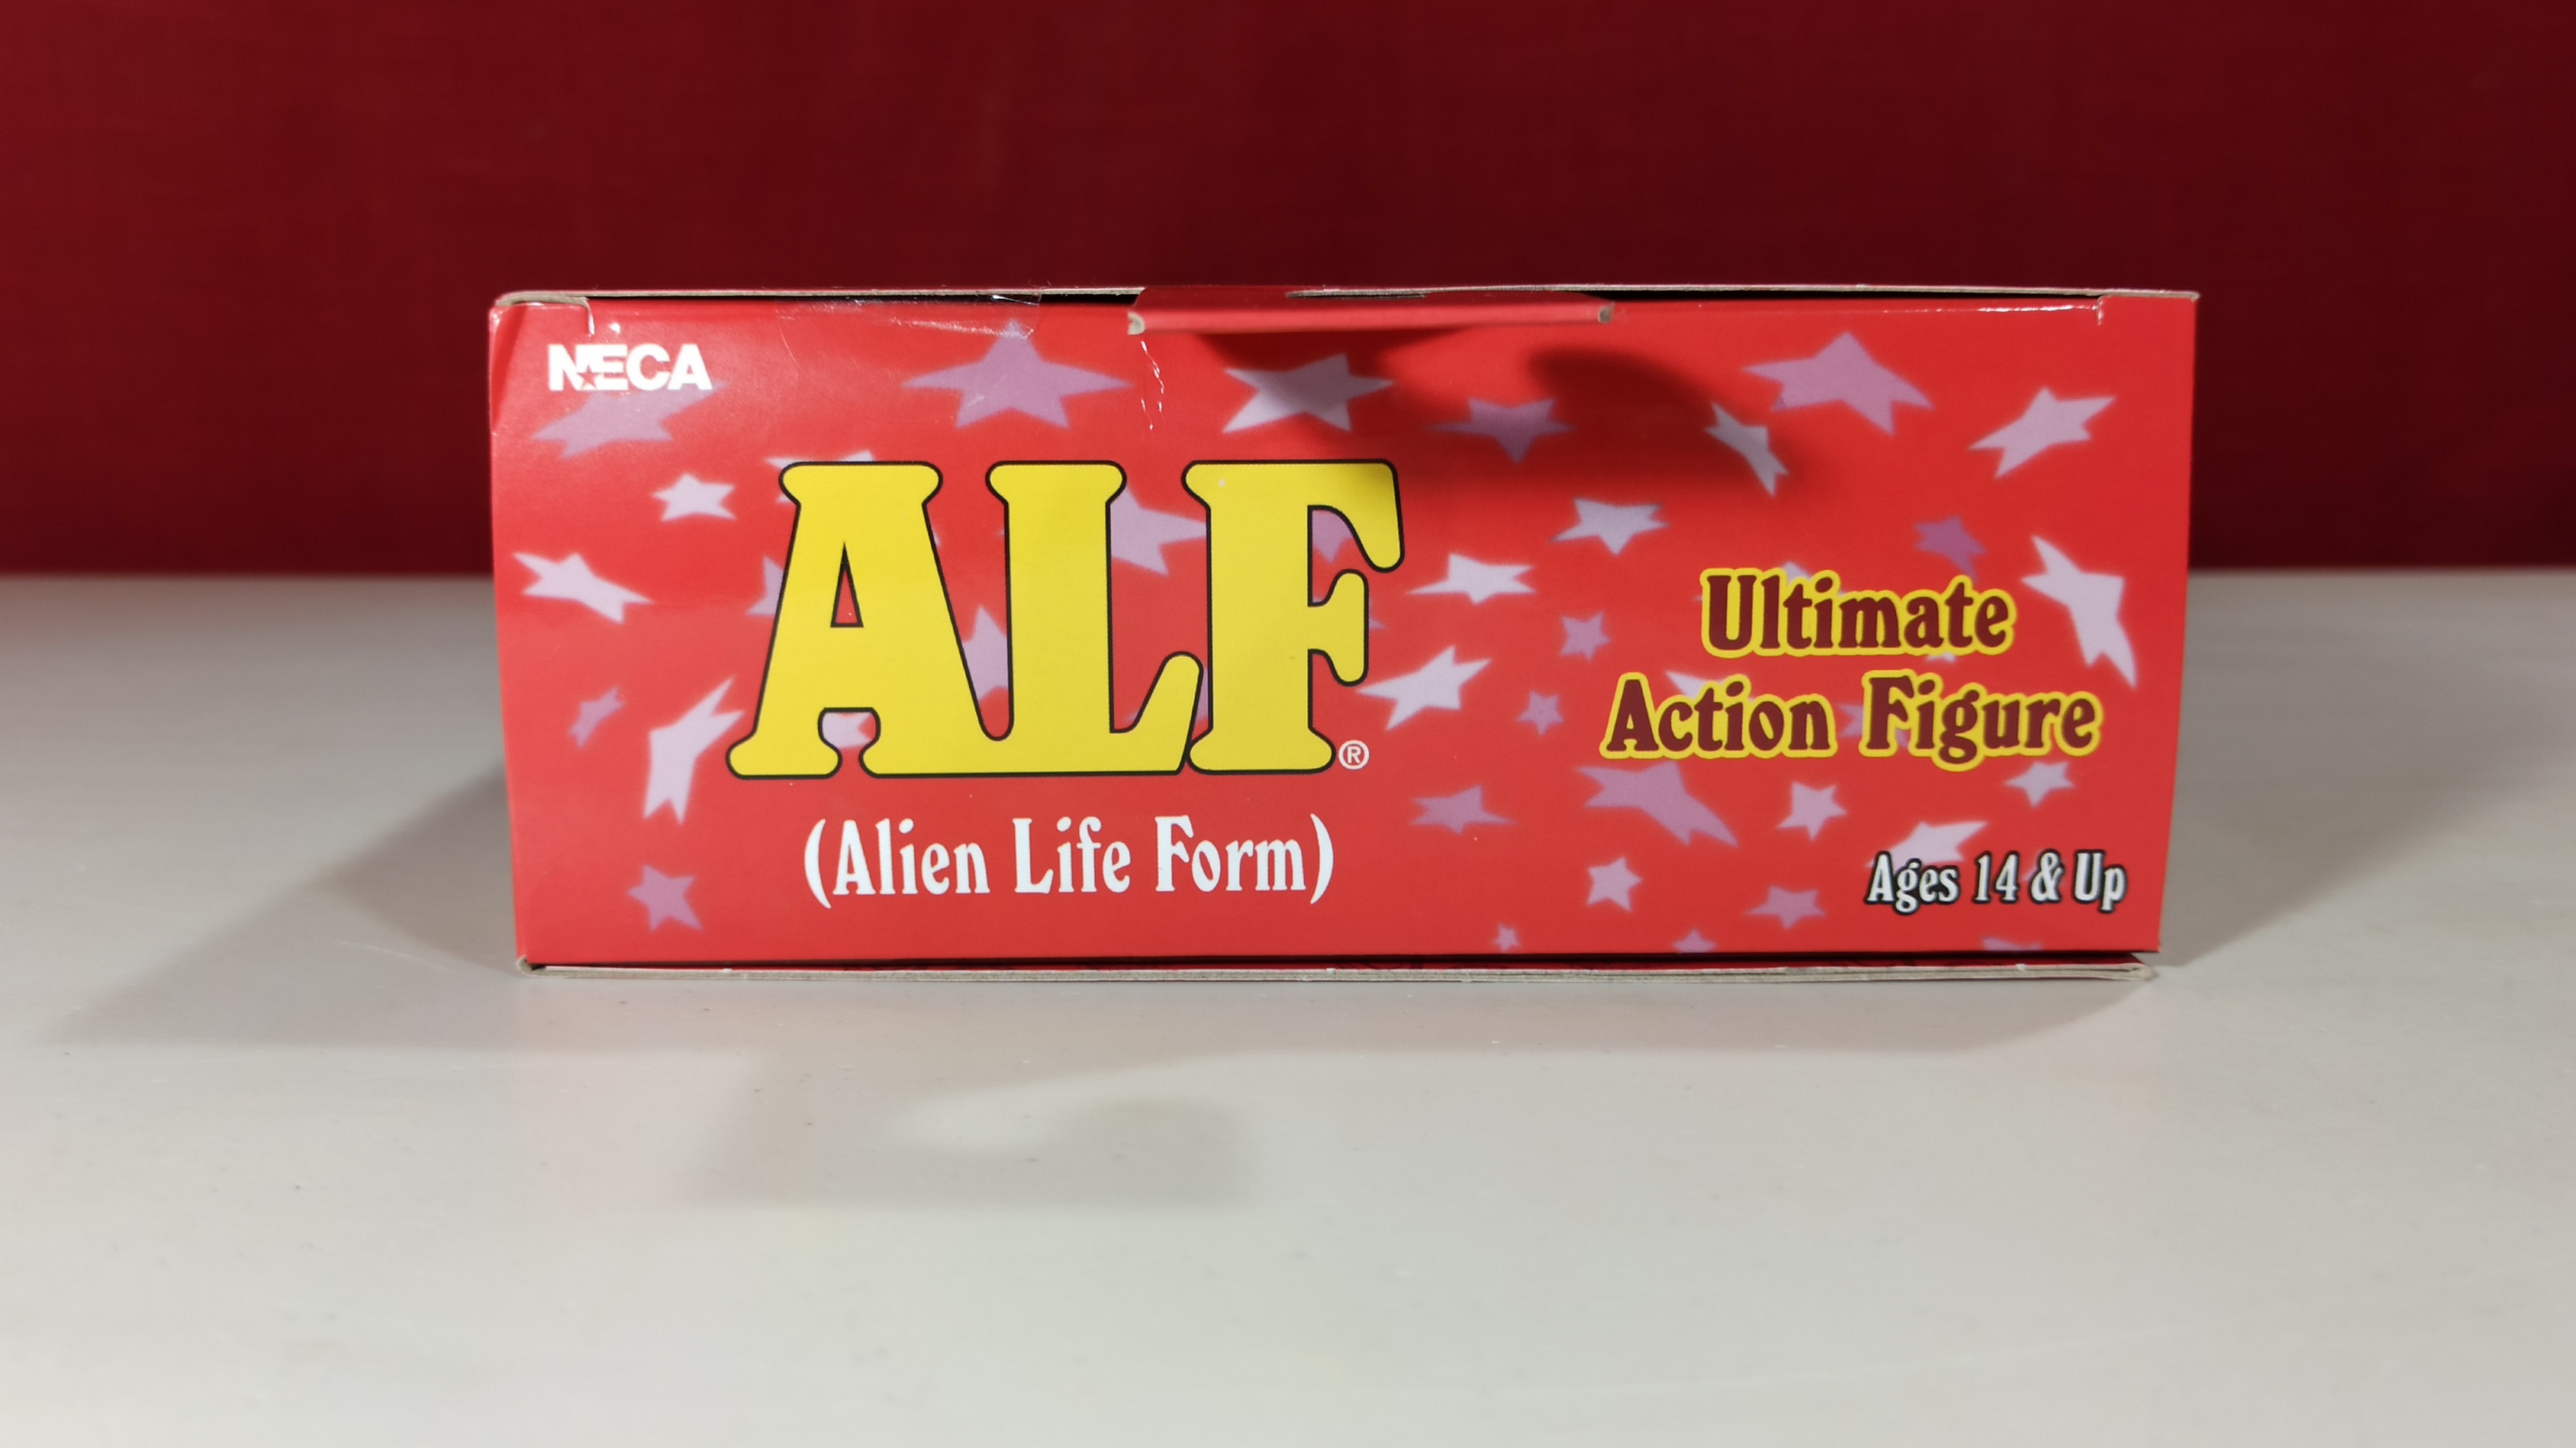 NECA
ALF®
(Alien Life Form)
Ultimate
Action Figure
Ages 14 & Up